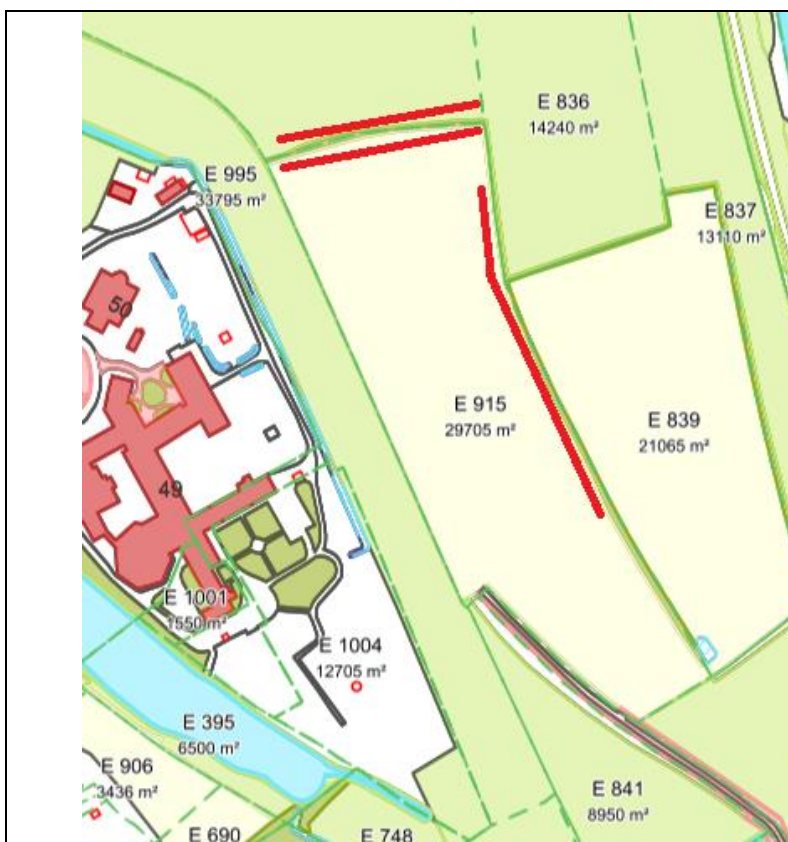 E 836
14240 m²
E 995
33795 m²
E 837
13110 m²
50
E 915
29705 m²
E 839
21065 m²
49
E 1001
1550 m²
E 1004
12705 m²
E 395
6500 m²
E 906
3436 m²
E 841
8950 m²
E 690
E 748